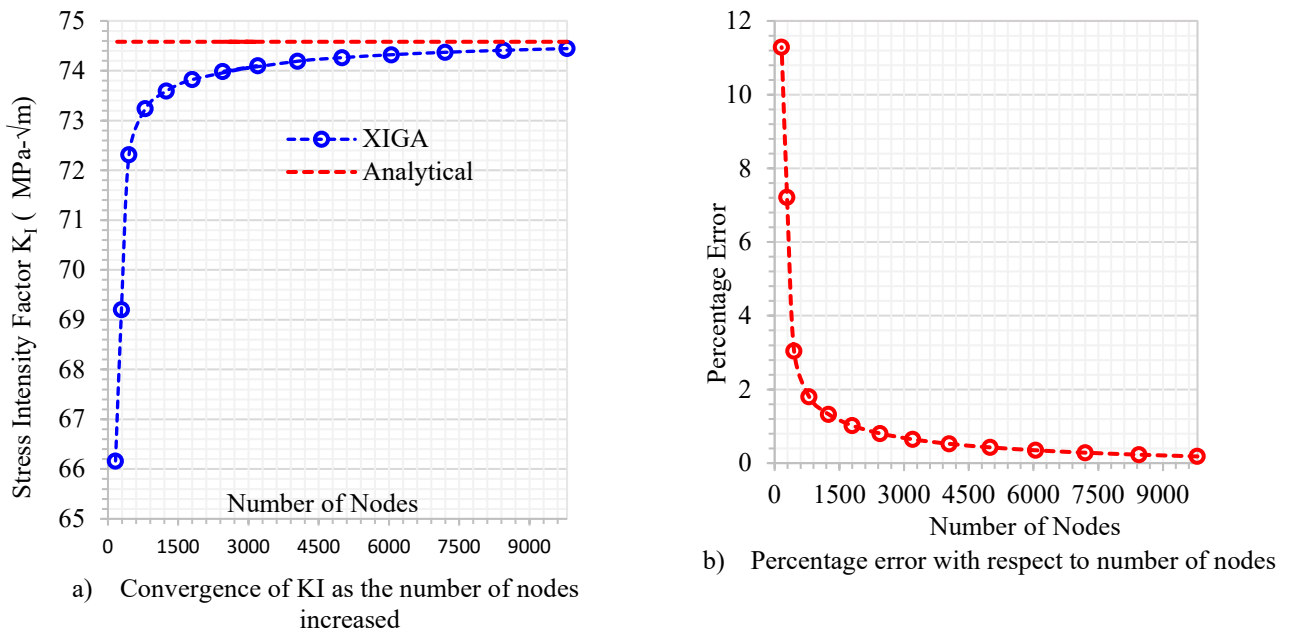 75
74
73
72
71
70
69
68
67
66
65
Stress Intensity Factor K_I ( MPa-√m)
XIGA
Analytical
Number of Nodes
0 1500 3000 4500 6000 7500 9000
a) Convergence of KI as the number of nodes
increased
12
10
8
6
4
2
0
Percentage Error
0 1500 3000 4500 6000 7500 9000
Number of Nodes
b) Percentage error with respect to number of nodes